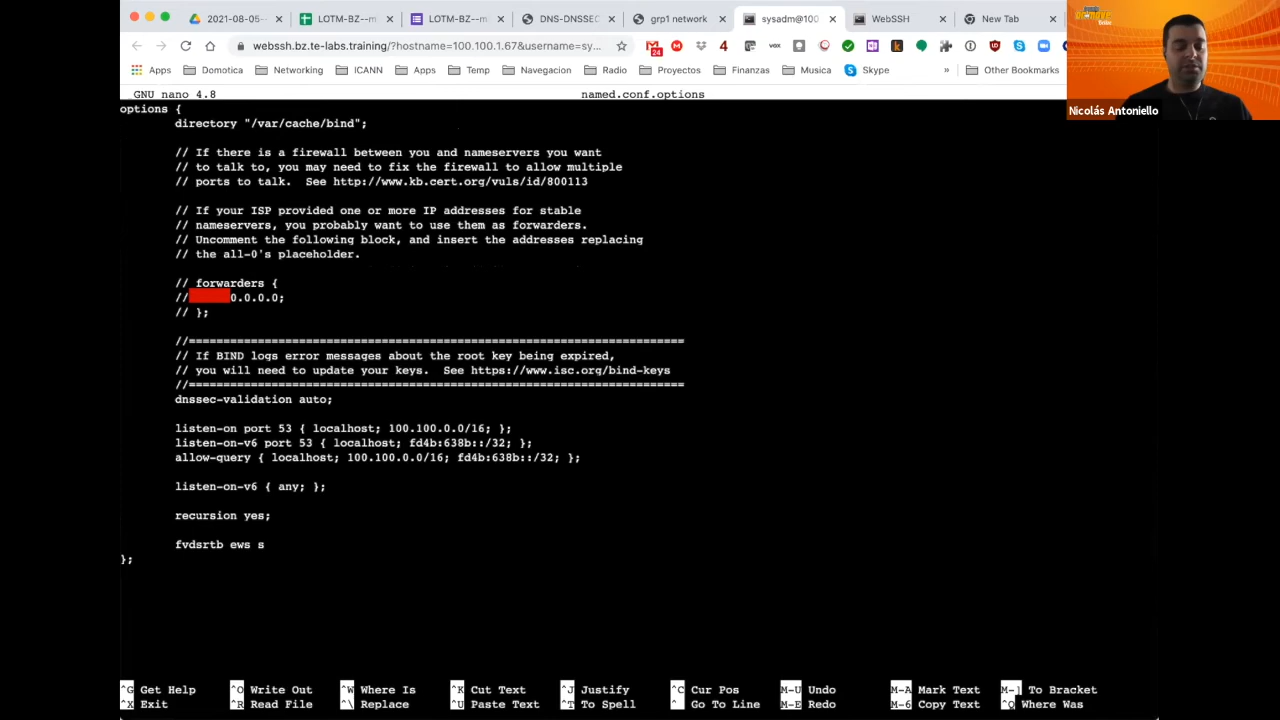 2021-08-05--
LOTM-BZ--m
LOTM-BZ--m
DNS-DNSSEC
grp1 network
sysadm@100
WebSSH
New Tab
webssh.bz.te-labs.training/?hostname=100.100.1.67&username=sy...
24
4
vox
Apps
Domotica
Networking
ICANN
Apps
Temp
Navegacion
Radio
Proyectos
Finanzas
Musica
Skype
»
Other Bookmarks
Nicolás Antoniello
GNU nano 4.8 named.conf.options
options {
directory "/var/cache/bind";
// If there is a firewall between you and nameservers you want
// to talk to, you may need to fix the firewall to allow multiple
// ports to talk.  See http://www.kb.cert.org/vuls/id/800113
// If your ISP provided one or more IP addresses for stable
// nameservers, you probably want to use them as forwarders.
// Uncomment the following block, and insert the addresses replacing
// the all-0's placeholder.
// forwarders {
// 0.0.0.0;
// };
//========================================================================
// If BIND logs error messages about the root key being expired,
// you will need to update your keys.  See https://www.isc.org/bind-keys
//========================================================================
dnssec-validation auto;
listen-on port 53 { localhost; 100.100.0.0/16; };
listen-on-v6 port 53 { localhost; fd4b:638b::/32; };
allow-query { localhost; 100.100.0.0/16; fd4b:638b::/32; };
listen-on-v6 { any; };
recursion yes;
fvdsrtb ews s
};
^G Get Help ^O Write Out ^W Where Is ^K Cut Text ^J Justify ^C Cur Pos M-U Undo M-A Mark Text M-] To Bracket
^X Exit ^R Read File ^\ Replace ^U Paste Text ^T To Spell ^_ Go To Line M-E Redo M-6 Copy Text ^Q Where Was